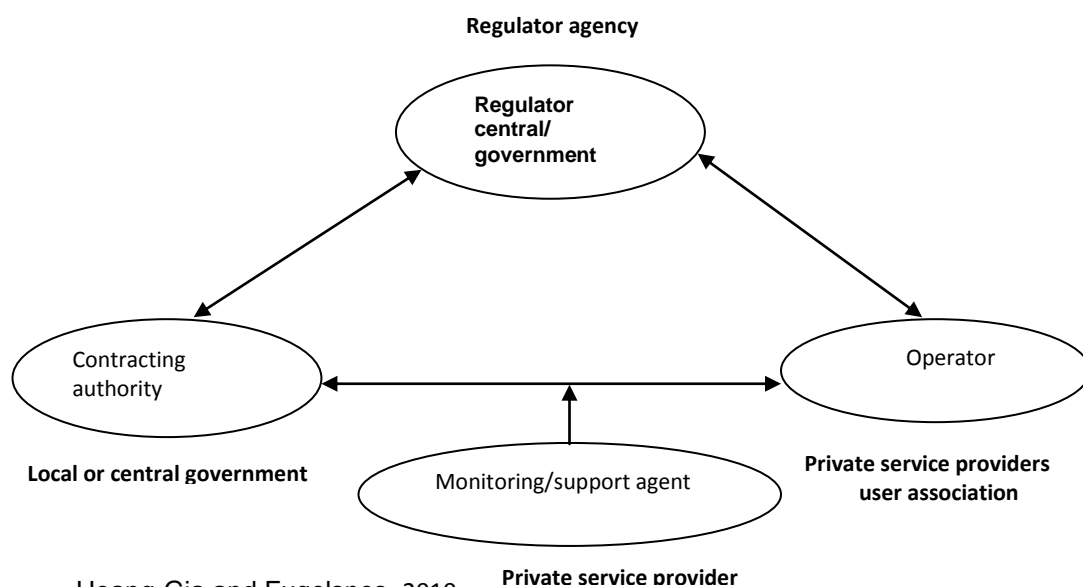 Regulator agency
Regulator
central/
government
Contracting
authority
Operator
Local or central government
Monitoring/support agent
Private service providers
user association
Private service provider